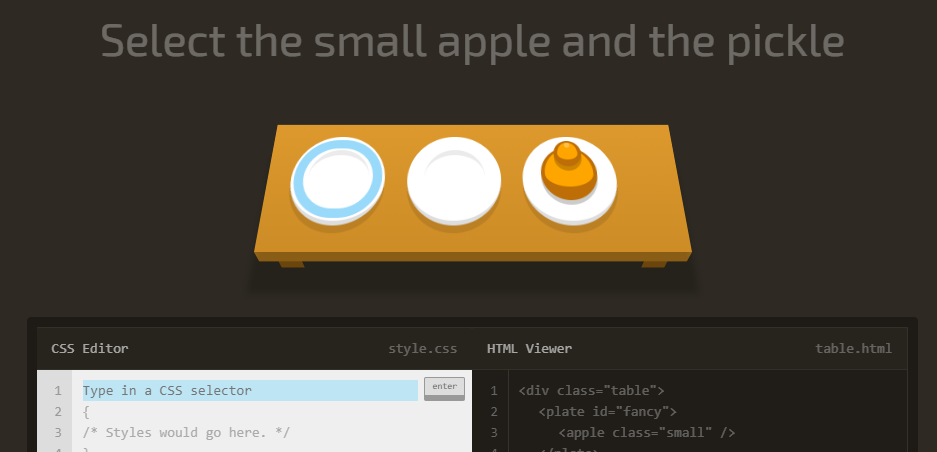 Select the small apple and the pickle
CSS Editor style.css HTML Viewer table.html
1 Type in a CSS selector enter
2 {
3 /* Styles would go here. */
4 }
1 <div class="table">
2 <plate id="fancy">
3 <apple class="small" />
4 </plate>